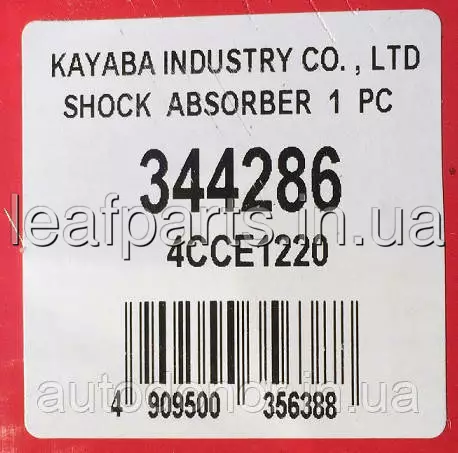 KAYABA INDUSTRY CO. , LTD
SHOCK ABSORBER 1 PC
344286
leafparts.in.ua
4CCE1220
autodonor.in.ua
4 909500 356388